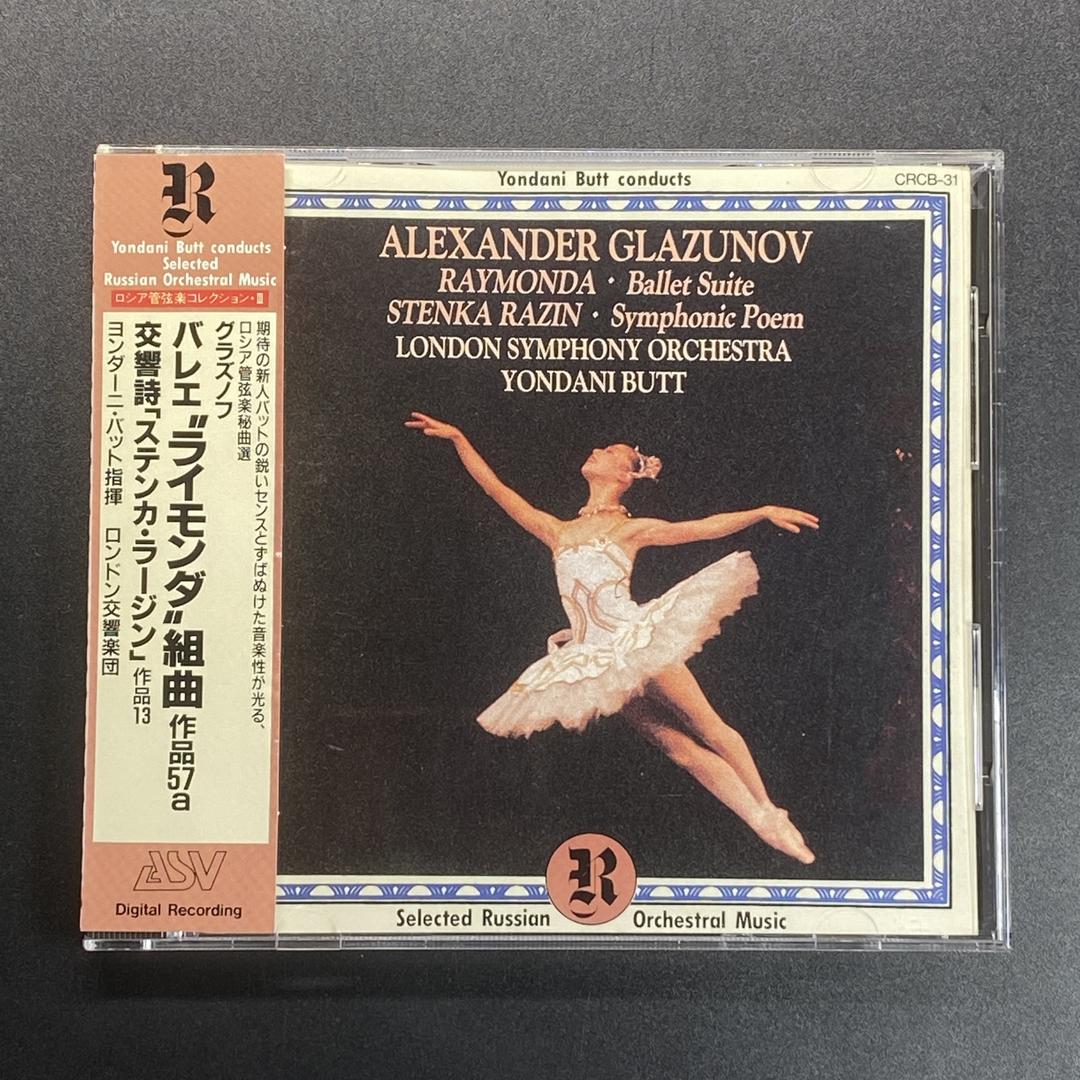 R
Yondani Butt conducts
Selected
Russian Orchestral Music
ロシア管弦楽コレクション・III
期待の新人バットの鋭いセンスとずばぬけた音楽性が光る、
ロシア管弦楽秘曲選
グラズノフ
バレエ“ライモンダ”組曲 作品57a
交響詩「ステンカ・ラージン」作品13
ヨンダーニ・バット指揮 ロンドン交響楽団
ASV
Digital Recording
Yondani Butt conducts
CRCB-31
ALEXANDER GLAZUNOV
RAYMONDA · Ballet Suite
STENKA RAZIN · Symphonic Poem
LONDON SYMPHONY ORCHESTRA
YONDANI BUTT
R
Selected Russian Orchestral Music